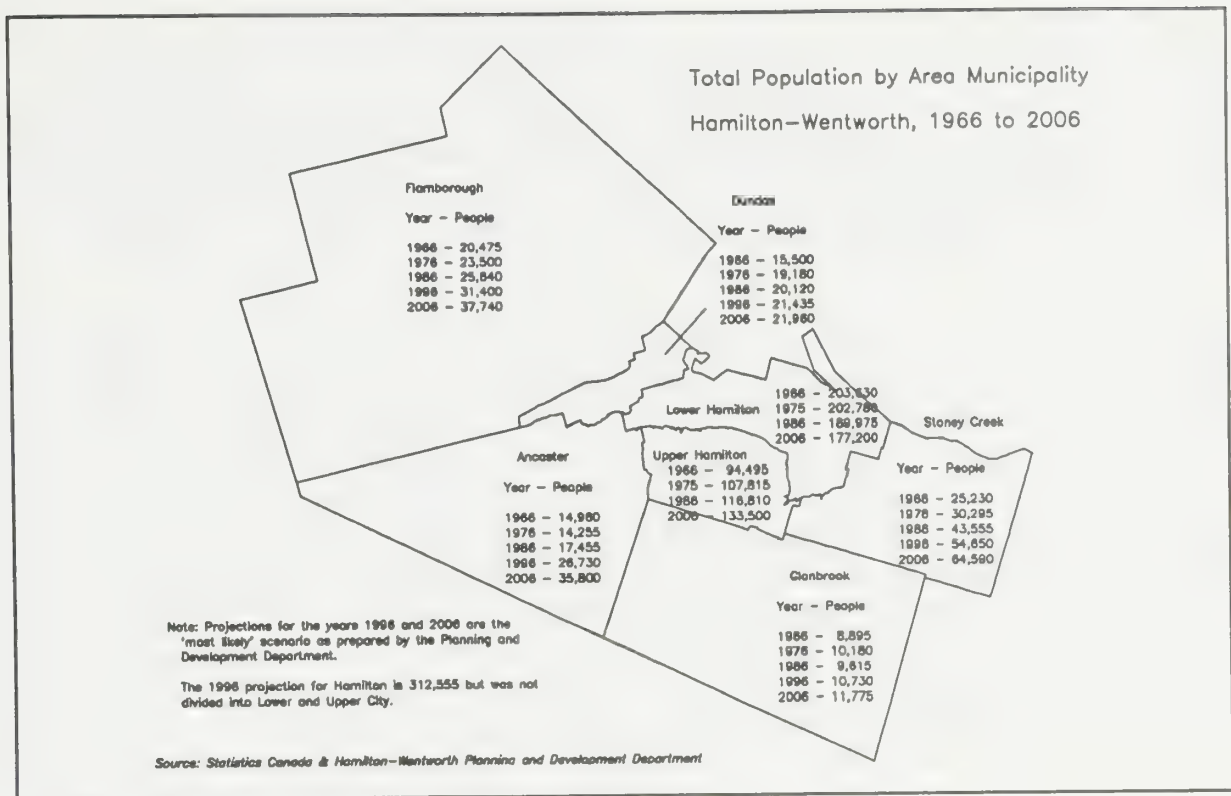 Total Population by Area Municipality
Hamilton-Wentworth, 1966 to 2006
Flamborough
Year - People
1966 - 20,475
1976 - 23,500
1986 - 25,840
1996 - 31,400
2006 - 37,740
Dundas
Year - People
1966 - 15,500
1976 - 19,180
1986 - 20,120
1996 - 21,435
2006 - 21,960
Lower Hamilton
1966 -
1975 -
1986 - 189,975
2006 - 177,200
Stoney Creek
Year - People
1966 - 25,230
1976 - 30,295
1986 - 43,555
1996 - 54,650
2006 - 64,590
Ancaster
Year - People
1966 - 14,980
1976 - 14,255
1986 - 17,455
1996 - 26,730
2006 - 35,800
Upper Hamilton
1966 - 94,495
1975 - 107,815
1986 - 116,810
2006 - 133,500
Glanbrook
Year - People
1966 - 8,895
1976 - 10,180
1986 - 9,615
1996 - 10,730
2006 - 11,775
Note: Projections for the years 1996 and 2006 are the
'most likely' scenario as prepared by the Planning and
Development Department.
The 1996 projection for Hamilton is 312,555 but was not
divided into Lower and Upper City.
Source: Statistics Canada & Hamilton-Wentworth Planning and Development Department